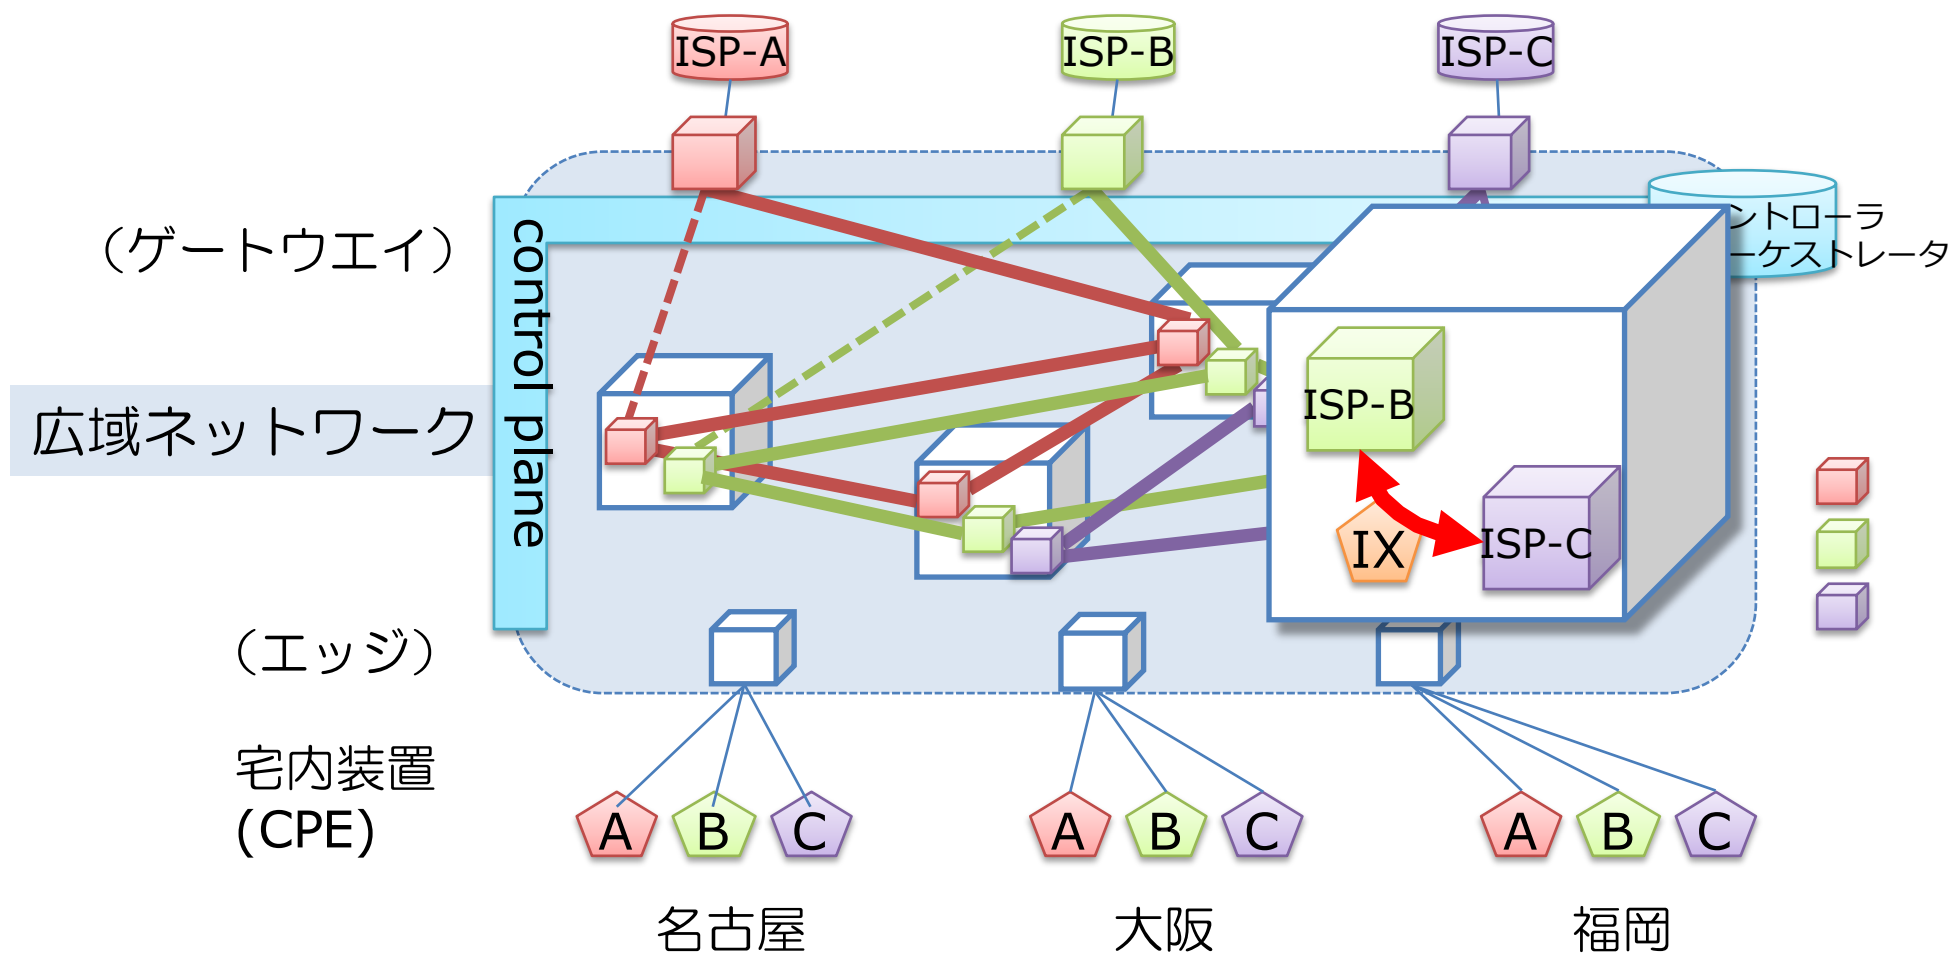 ISP-A
ISP-B
ISP-C
(ゲートウエイ)
control plane
ントローラ
ーケストレータ
広域ネットワーク
ISP-B
IX
ISP-C
(エッジ)
宅内装置
(CPE)
A
B
C
A
B
C
A
B
C
名古屋
大阪
福岡